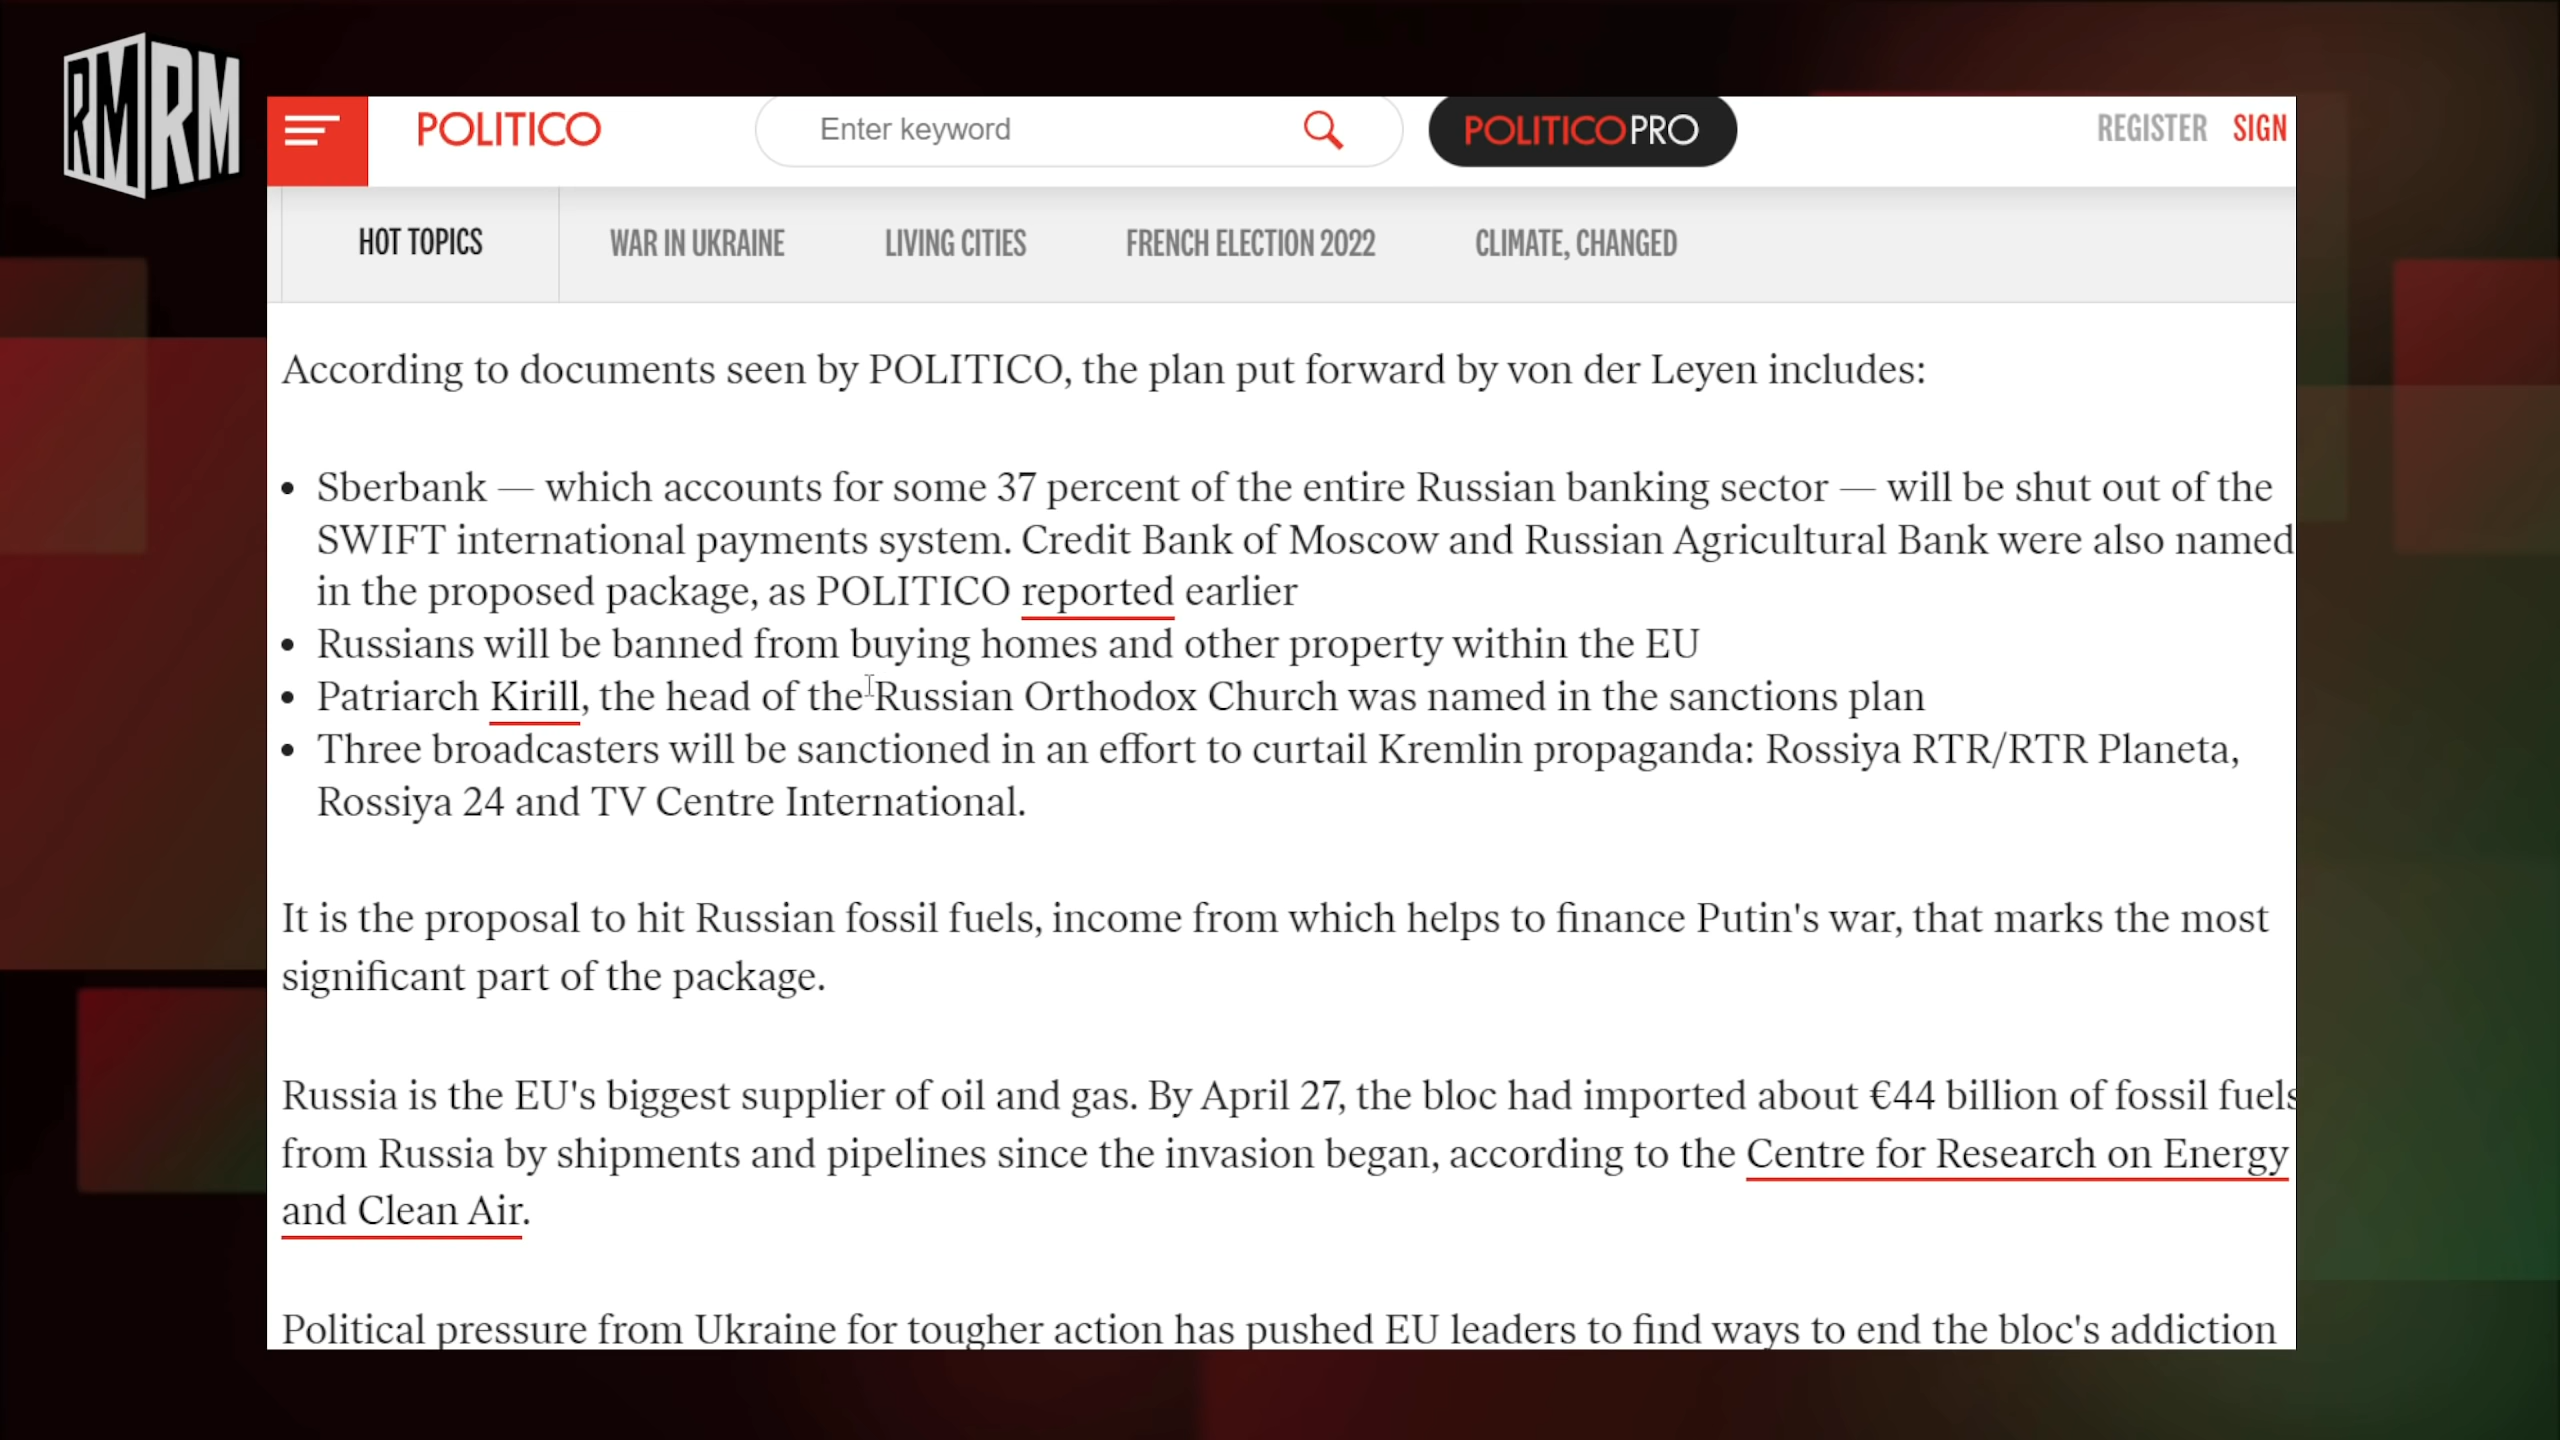 RMRM
POLITICO
Enter keyword
POLITICOPRO
REGISTER SIGN
HOT TOPICS
WAR IN UKRAINE
LIVING CITIES
FRENCH ELECTION 2022
CLIMATE, CHANGED
According to documents seen by POLITICO, the plan put forward by von der Leyen includes:
• Sberbank — which accounts for some 37 percent of the entire Russian banking sector — will be shut out of the
SWIFT international payments system. Credit Bank of Moscow and Russian Agricultural Bank were also named
in the proposed package, as POLITICO reported earlier
• Russians will be banned from buying homes and other property within the EU
• Patriarch Kirill, the head of the Russian Orthodox Church was named in the sanctions plan
• Three broadcasters will be sanctioned in an effort to curtail Kremlin propaganda: Rossiya RTR/RTR Planeta,
Rossiya 24 and TV Centre International.
It is the proposal to hit Russian fossil fuels, income from which helps to finance Putin's war, that marks the most
significant part of the package.
Russia is the EU's biggest supplier of oil and gas. By April 27, the bloc had imported about €44 billion of fossil fuels
from Russia by shipments and pipelines since the invasion began, according to the Centre for Research on Energy
and Clean Air.
Political pressure from Ukraine for tougher action has pushed EU leaders to find ways to end the bloc's addiction